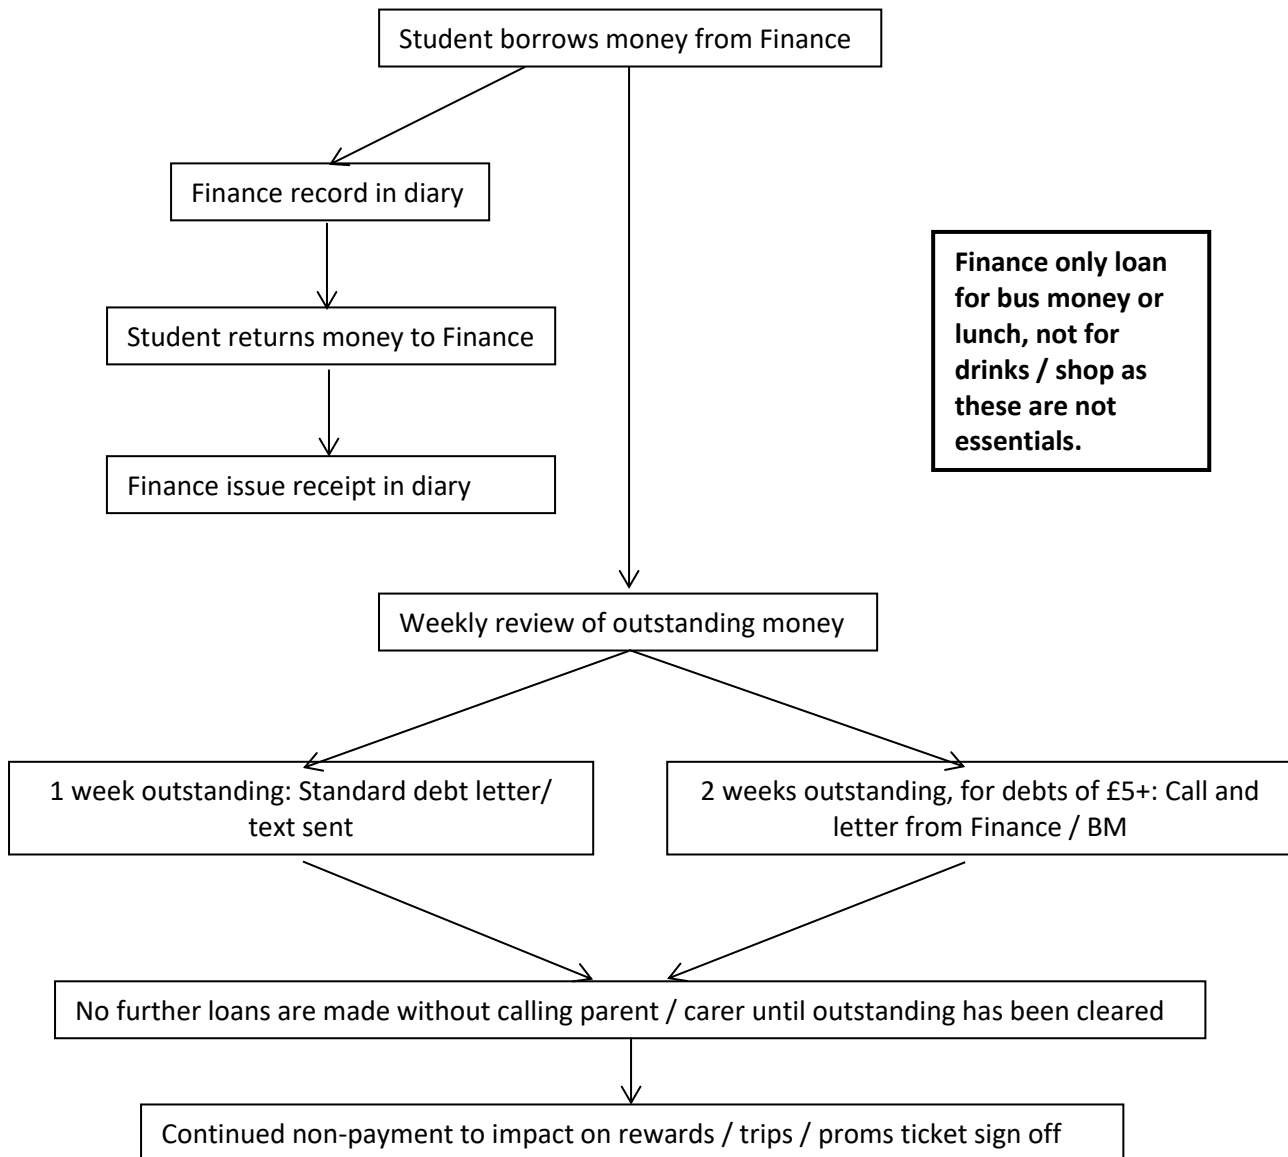 Student borrows money from Finance
Finance record in diary
Student returns money to Finance
Finance issue receipt in diary
Finance only loan
for bus money or
lunch, not for
drinks / shop as
these are not
essentials.
Weekly review of outstanding money
1 week outstanding: Standard debt letter/
text sent
2 weeks outstanding, for debts of £5+: Call and
letter from Finance / BM
No further loans are made without calling parent / carer until outstanding has been cleared
Continued non-payment to impact on rewards / trips / proms ticket sign off